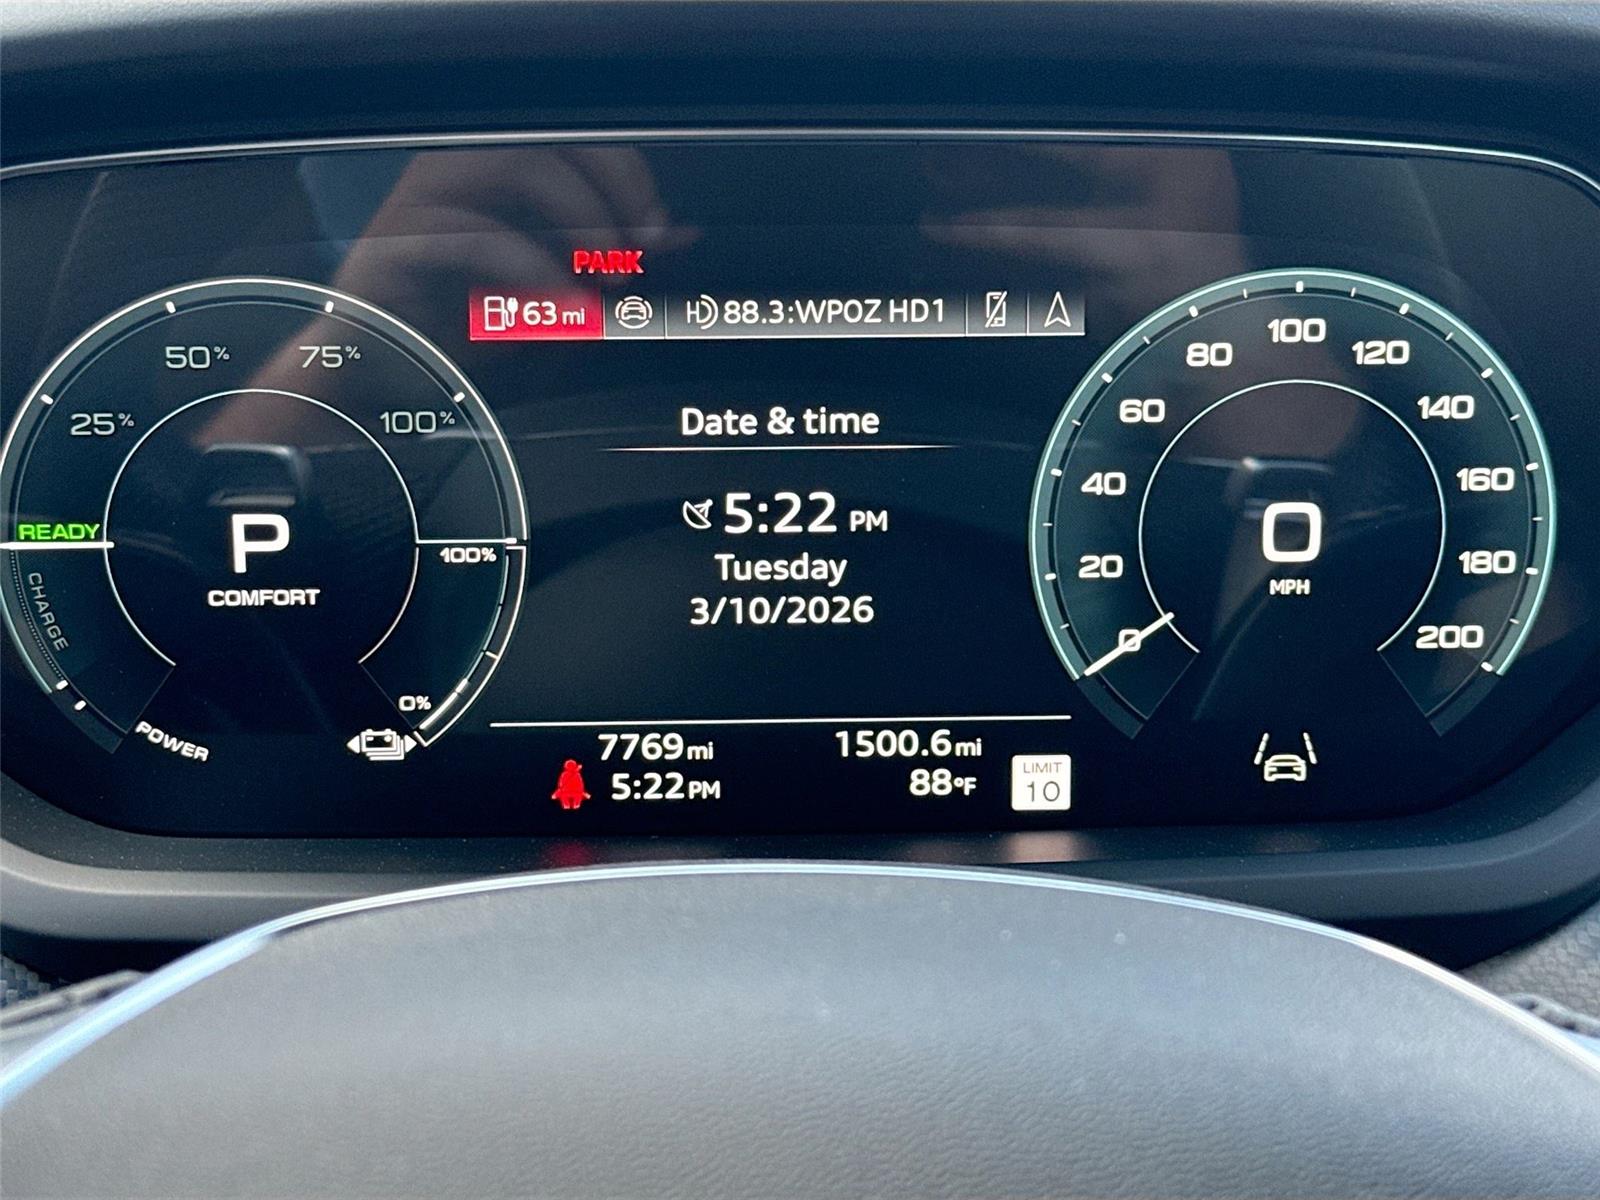 PARK
63 mi
HD 88.3:WPOZ HD1
Date & time
5:22 PM
Tuesday
3/10/2026
25%
50%
75%
100%
READY
P
COMFORT
100%
CHARGE
0%
POWER
0
20
40
60
80
100
120
140
160
180
200
0
MPH
7769 mi
1500.6 mi
5:22 PM
88°F
LIMIT
10